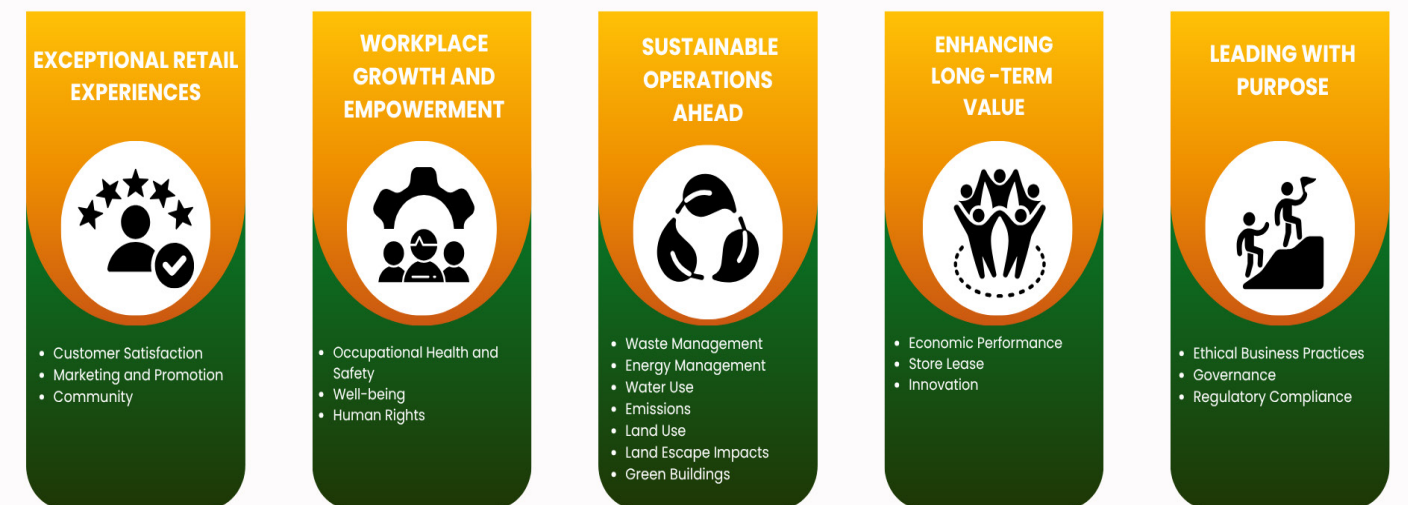 EXCEPTIONAL RETAIL
EXPERIENCES
• Customer Satisfaction
• Marketing and Promotion
• Community
WORKPLACE
GROWTH AND
EMPOWERMENT
• Occupational Health and
Safety
• Well-being
• Human Rights
SUSTAINABLE
OPERATIONS
AHEAD
• Waste Management
• Energy Management
• Water Use
• Emissions
• Land Use
• Land Escape Impacts
• Green Buildings
ENHANCING
LONG -TERM
VALUE
• Economic Performance
• Store Lease
• Innovation
LEADING WITH
PURPOSE
• Ethical Business Practices
• Governance
• Regulatory Compliance